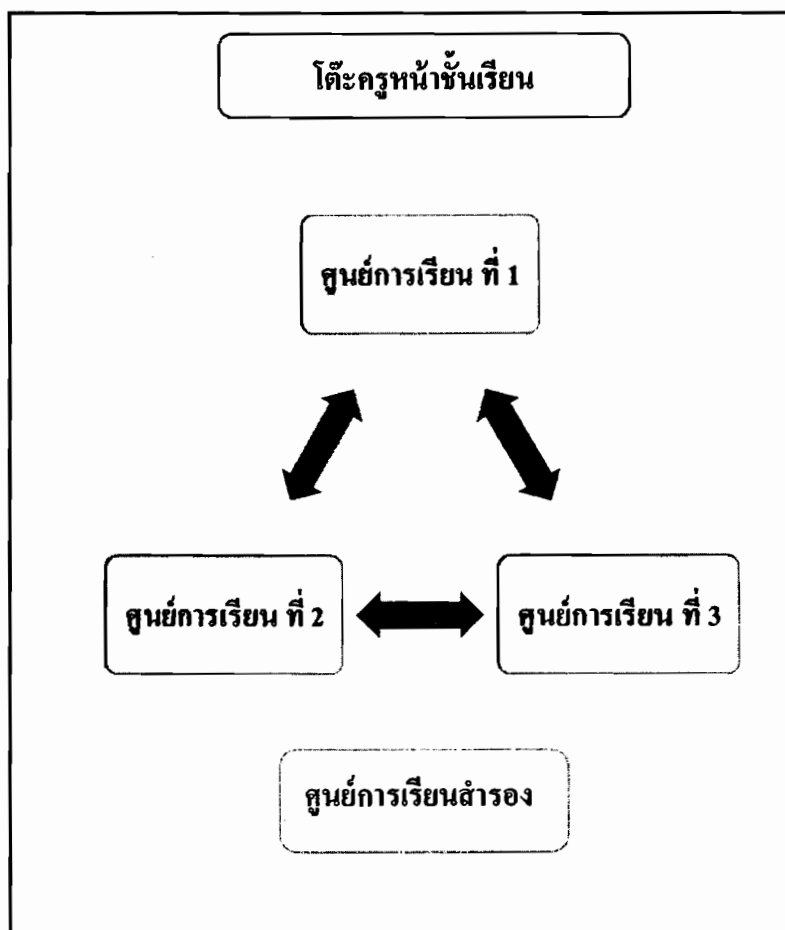 โต๊ะครูหน้าชั้นเรียน
ศูนย์การเรียน ที่ 1
ศูนย์การเรียน ที่ 2
ศูนย์การเรียน ที่ 3
ศูนย์การเรียนสำรอง